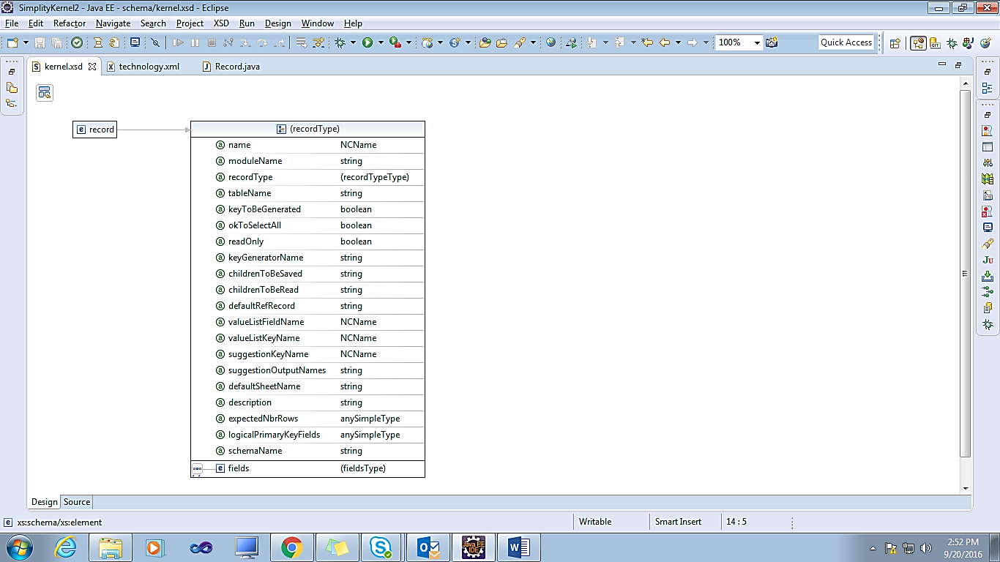 SimplityKernel2 - Java EE - schema/kernel.xsd - Eclipse
File Edit Refactor Navigate Search Project XSD Run Design Window Help
100% Quick Access
kernel.xsd technology.xml Record.java
record
(recordType)
name NCName
moduleName string
recordType (recordTypeType)
tableName string
keyToBeGenerated boolean
okToSelectAll boolean
readOnly boolean
keyGeneratorName string
childrenToBeSaved string
childrenToBeRead string
defaultRefRecord string
valueListFieldName NCName
valueListKeyName NCName
suggestionKeyName NCName
suggestionOutputNames string
defaultSheetName string
description string
expectedNbrRows anySimpleType
logicalPrimaryKeyFields anySimpleType
schemaName string
fields (fieldsType)
Design Source
xs:schema/xs:element Writable Smart Insert 14 : 5
2:52 PM
9/20/2016